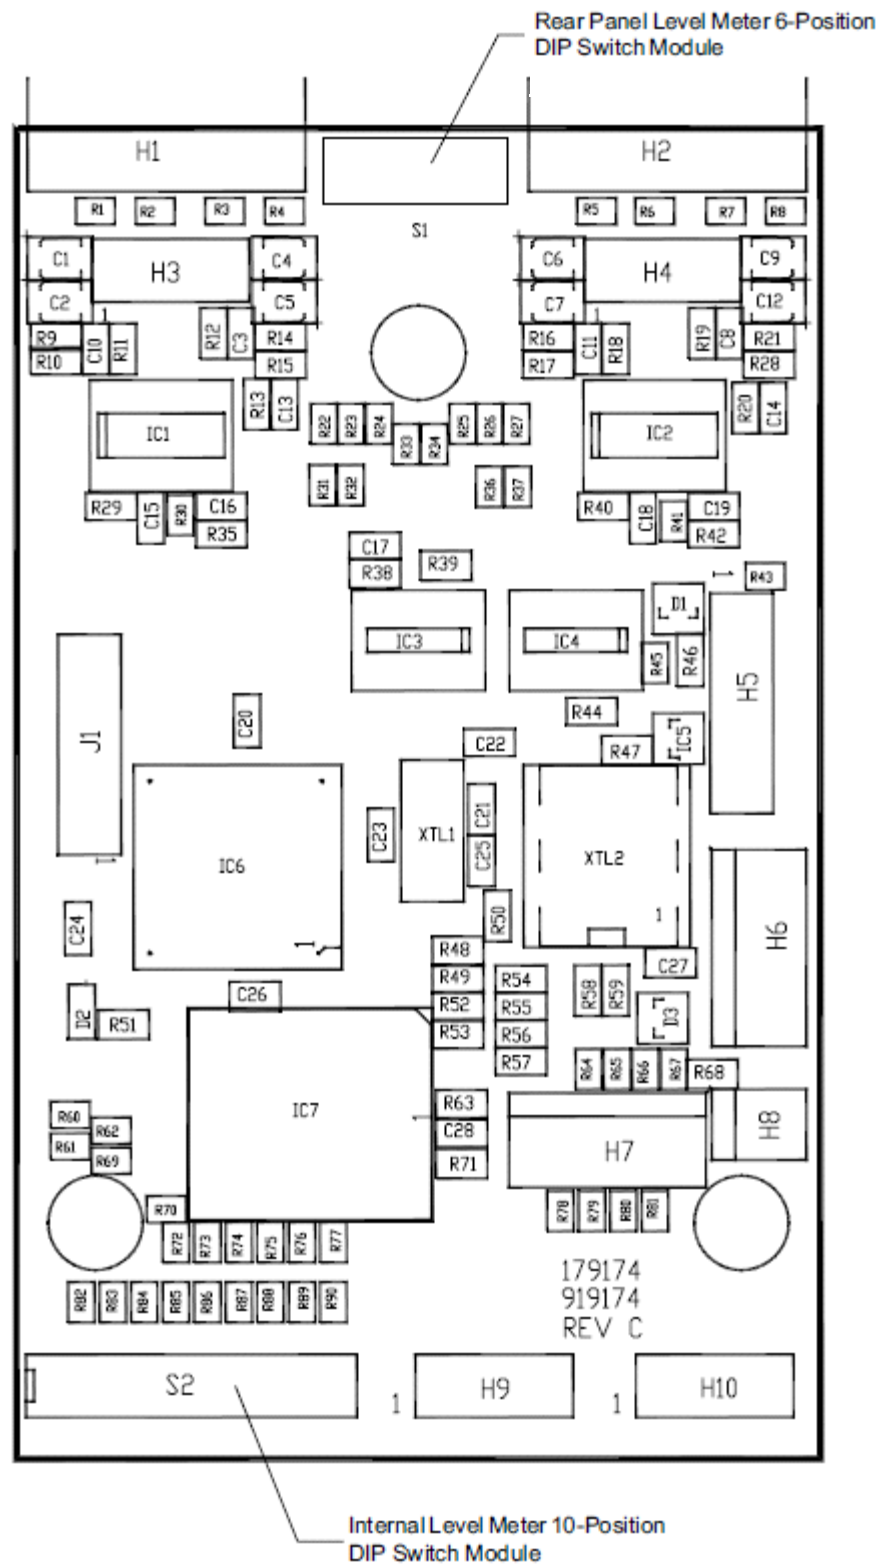 Rear Panel Level Meter 6-Position
DIP Switch Module
H1 H2
R1 R2 R3 R4 R5 R6 R7 R8
S1
C1 H3 C4 C6 H4 C9
C2 C5 C7 C12
1 1
R9 C10 R11 R12 C3 R14 R16 C11 R18 R19 C8 R21
R10 R15 R17 R28
R13 C13 R20 C14
R22 R23 R24 R33 R34 R25 R26 R27
IC1 IC2
R31 R32 R36 R37
R29 C15 R30 C16 R40 C18 R41 C19
R35 R42
C17
R38 R39
1 R43
D1
IC3 IC4 R45 R46
H5
C20 R44
J1 C22 R47 IC5
C23 XTL1 C21 XTL2
C25
IC6
1 1
1
C24 R50 H6
R48
R49 R54 R58 R59 C27
C26 R52 R55 D3
D2 R51 R53 R56
R57 R64 R65 R66 R67 R68
R60 R62 IC7 R63
R61 C28 H7 H8
R69 R71
R70 R78 R79 R80 R81
R72 R73 R74 R75 R76 R77
179174
R82 R83 R84 R85 R86 R87 R88 R89 R90 919174
REV C
S2 1 H9 1 H10
Internal Level Meter 10-Position
DIP Switch Module